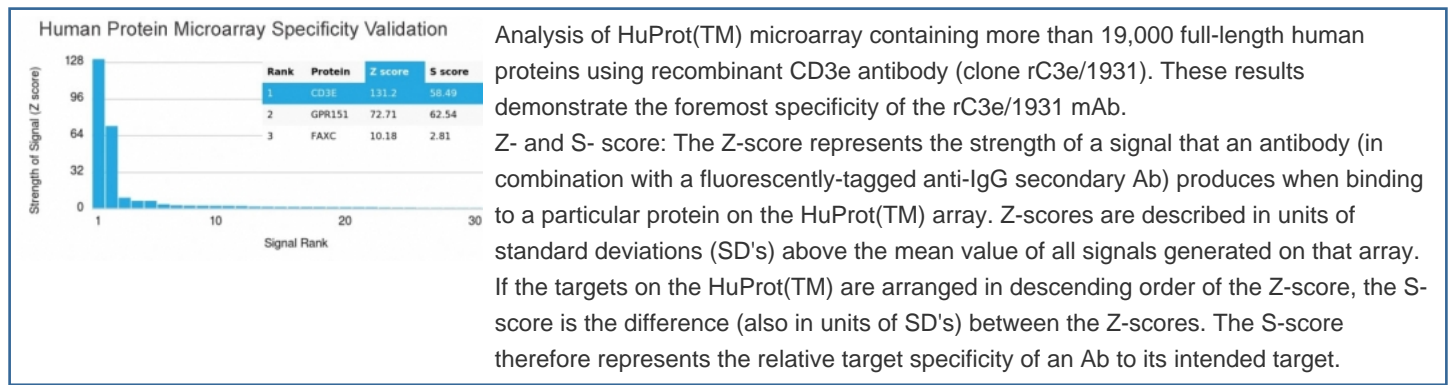 Human Protein Microarray Specificity Validation
Strength of Signal (Z score)
128
96
64
32
0
1
10
20
30
Signal Rank
Rank Protein Z score S score
1 CD3E 131.2 58.49
2 GPR151 72.71 62.54
3 FAXC 10.18 2.81
Analysis of HuProt(TM) microarray containing more than 19,000 full-length human
proteins using recombinant CD3e antibody (clone rC3e/1931). These results
demonstrate the foremost specificity of the rC3e/1931 mAb.
Z- and S- score: The Z-score represents the strength of a signal that an antibody (in
combination with a fluorescently-tagged anti-IgG secondary Ab) produces when binding
to a particular protein on the HuProt(TM) array. Z-scores are described in units of
standard deviations (SD's) above the mean value of all signals generated on that array.
If the targets on the HuProt(TM) are arranged in descending order of the Z-score, the S-
score is the difference (also in units of SD's) between the Z-scores. The S-score
therefore represents the relative target specificity of an Ab to its intended target.